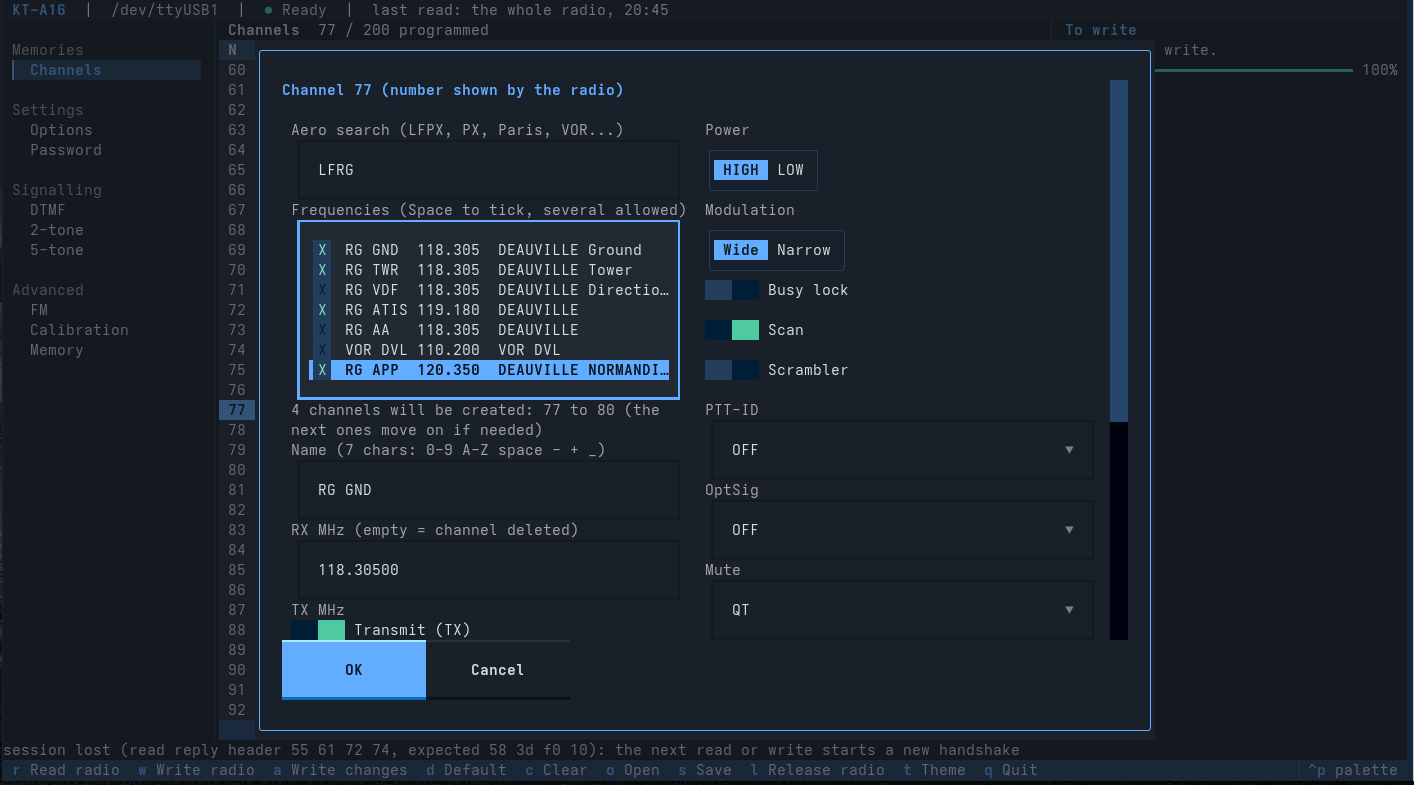 KT-A16 | /dev/ttyUSB1 | ● Ready | last read: the whole radio, 20:45
Channels 77 / 200 programmed
To write
Memories
Channels
Settings
Options
Password
Signalling
DTMF
2-tone
5-tone
Advanced
FM
Calibration
Memory
N
60
61
62
63
64
65
66
67
68
69
70
71
72
73
74
75
76
77
78
79
80
81
82
83
84
85
86
87
88
89
90
91
92
Channel 77 (number shown by the radio)
Aero search (LFPX, PX, Paris, VOR...)
LFRG
Frequencies (Space to tick, several allowed)
X RG GND 118.305 DEAUVILLE Ground
X RG TWR 118.305 DEAUVILLE Tower
X RG VDF 118.305 DEAUVILLE Directio…
X RG ATIS 119.180 DEAUVILLE
X RG AA 118.305 DEAUVILLE
X VOR DVL 110.200 VOR DVL
X RG APP 120.350 DEAUVILLE NORMANDI…
4 channels will be created: 77 to 80 (the
next ones move on if needed)
Name (7 chars: 0-9 A-Z space - + _)
RG GND
RX MHz (empty = channel deleted)
118.30500
TX MHz
Transmit (TX)
OK
Cancel
Power
HIGH LOW
Modulation
Wide Narrow
Busy lock
Scan
Scrambler
PTT-ID
OFF ▼
OptSig
OFF ▼
Mute
QT ▼
write.
100%
session lost (read reply header 55 61 72 74, expected 58 3d f0 10): the next read or write starts a new handshake
r Read radio w Write radio a Write changes d Default c Clear o Open s Save l Release radio t Theme q Quit
^p palette